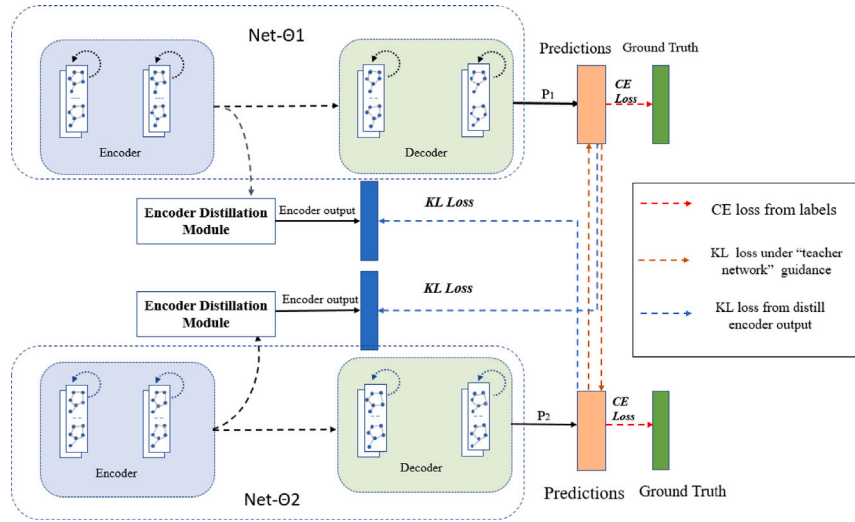 Net-Θ1
Encoder
Decoder
P1
Predictions
Ground Truth
CE
Loss
Encoder Distillation
Module
Encoder output
KL Loss
Encoder Distillation
Module
Encoder output
KL Loss
CE loss from labels
KL loss under “teacher
network” guidance
KL loss from distill
encoder output
Encoder
Decoder
P2
CE
Loss
Predictions
Ground Truth
Net-Θ2